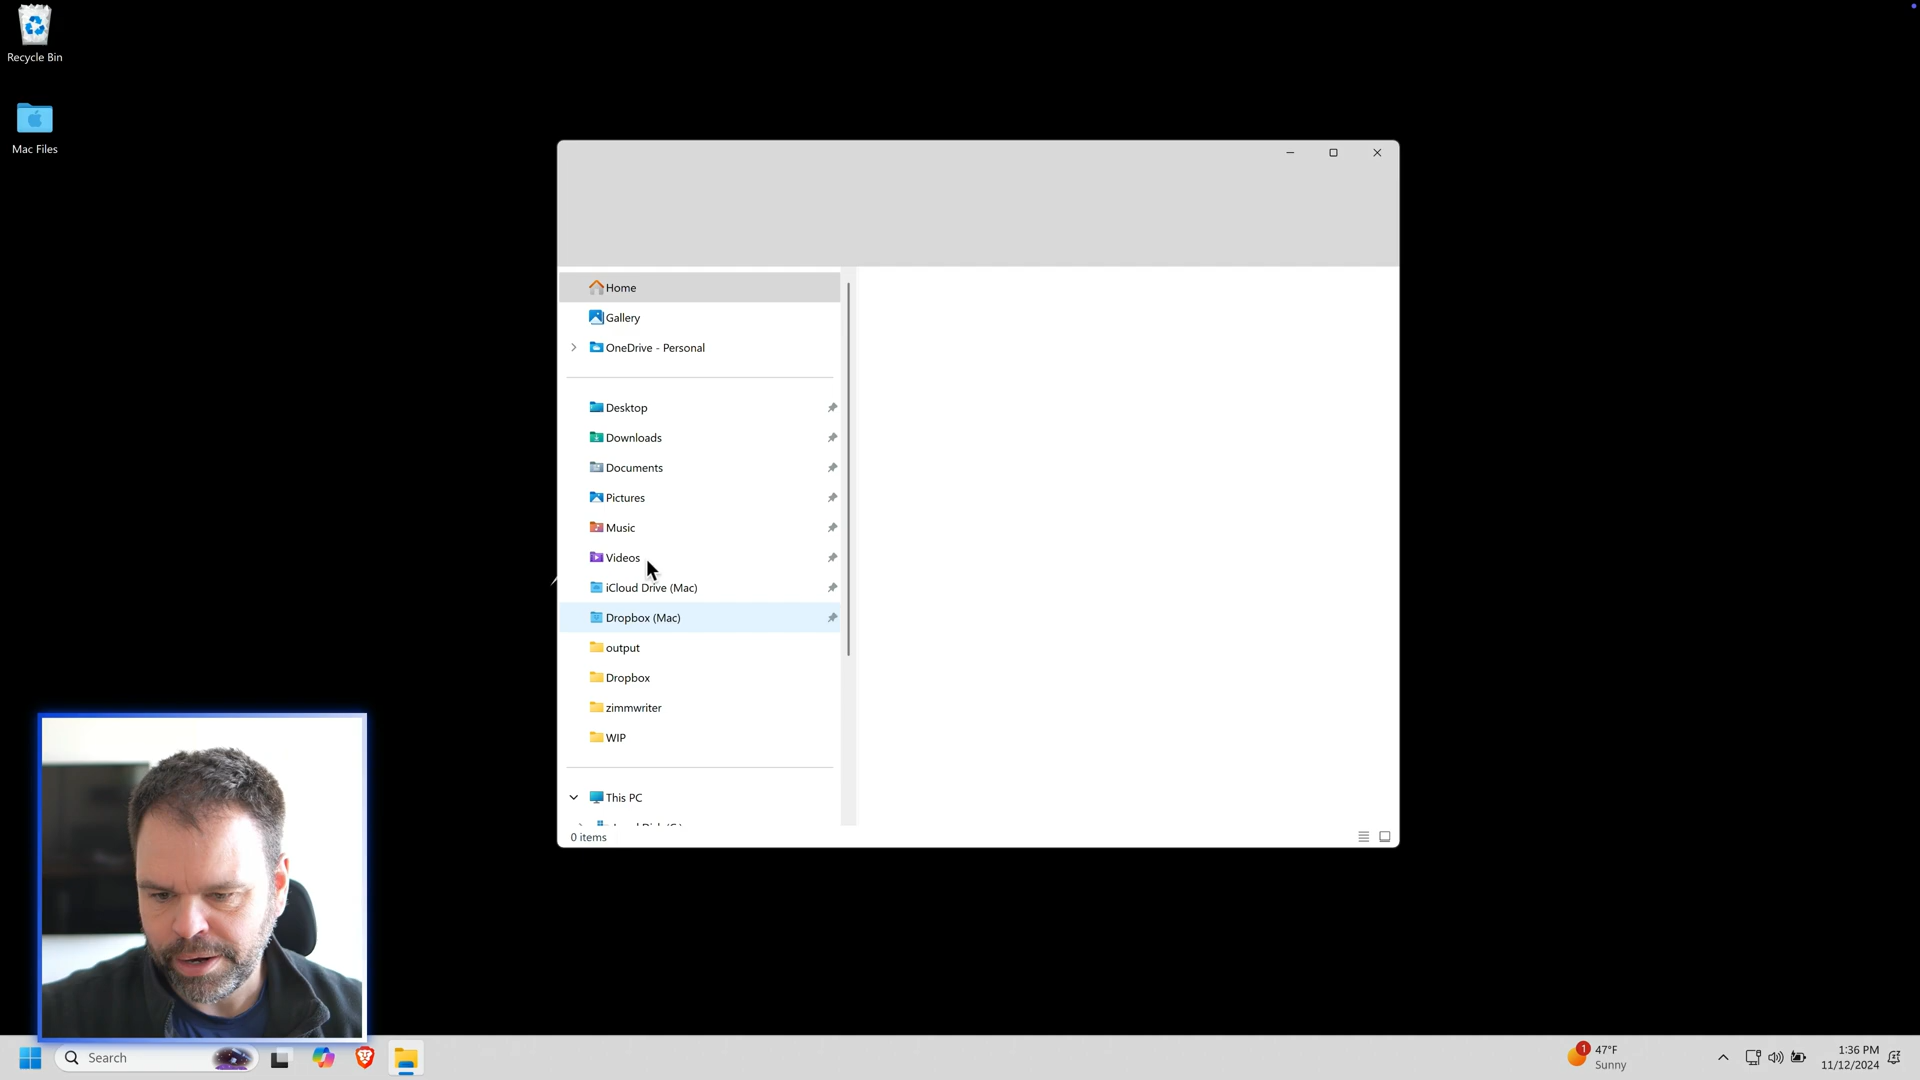 Recycle Bin
Mac Files
Home
Gallery
OneDrive - Personal
Desktop
Downloads
Documents
Pictures
Music
Videos
iCloud Drive (Mac)
Dropbox (Mac)
output
Dropbox
zimmwriter
WIP
This PC
0 items
Search
1
47°F
Sunny
1:36 PM
11/12/2024